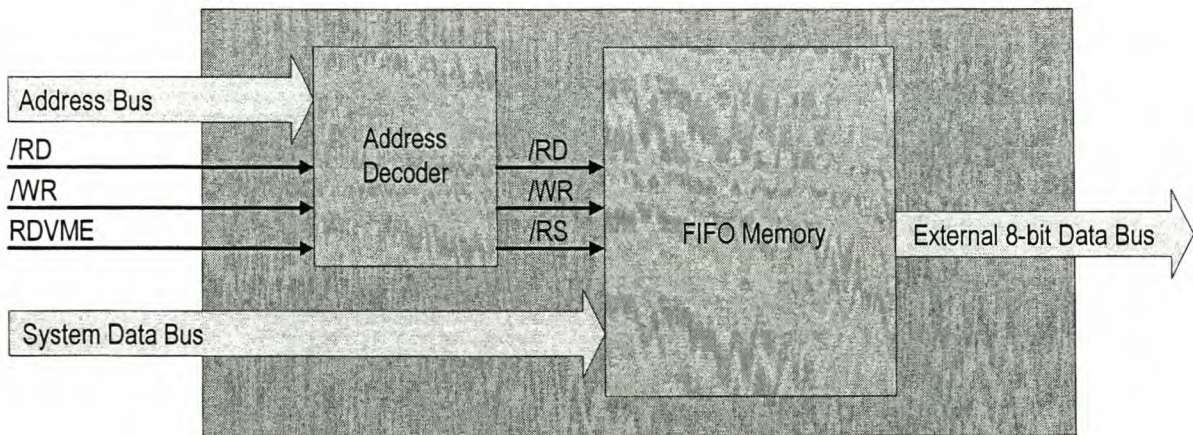 Address Bus
/RD
/WR
RDVME
System Data Bus
Address
Decoder
/RD
/WR
/RS
FIFO Memory
External 8-bit Data Bus